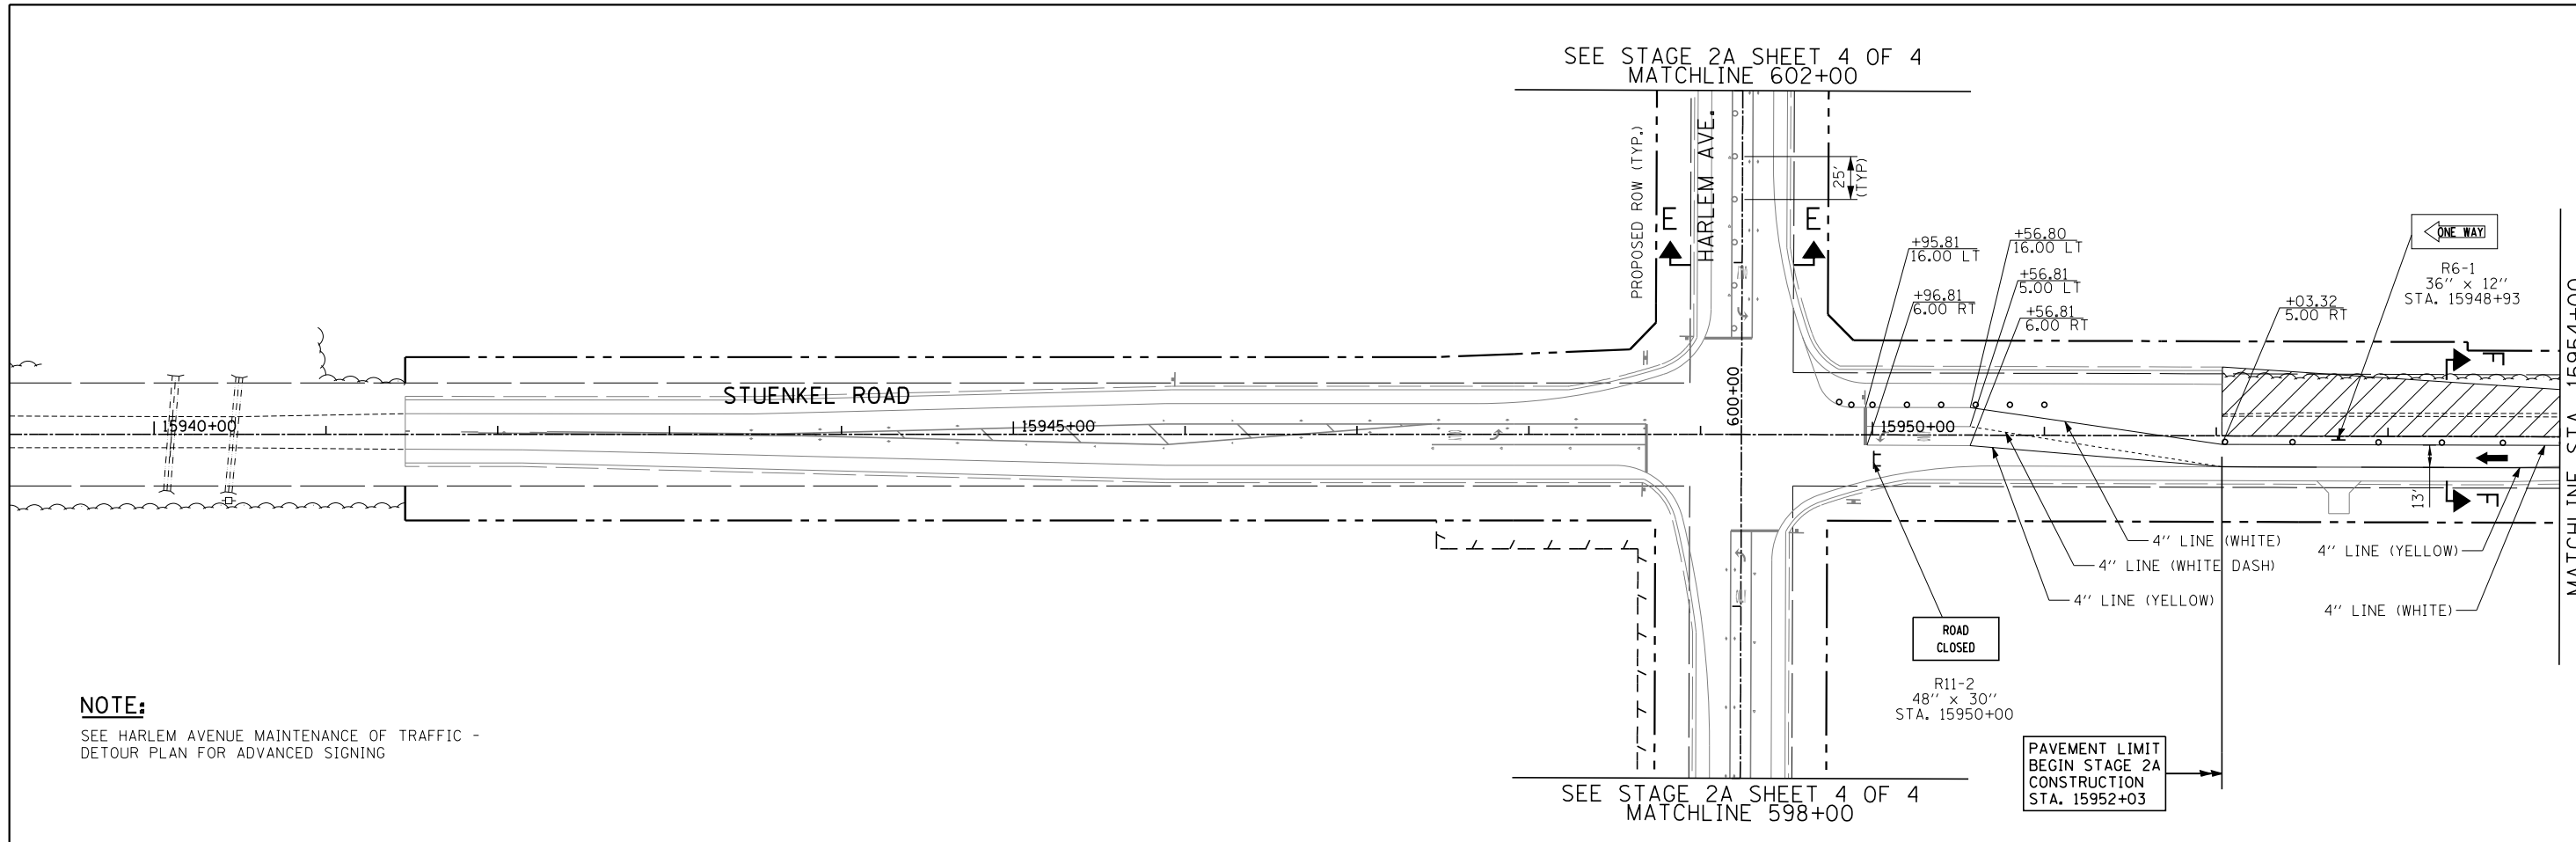 SEE STAGE 2A SHEET 4 OF 4
MATCHLINE 602+00
PROPOSED ROW (TYP.)
HARLEM AVE.
25'
(TYP)
E
E
+95.81
16.00 LT
+96.81
6.00 RT
+56.80
16.00 LT
+56.81
5.00 LT
+56.81
6.00 RT
+03.32
5.00 RT
ONE WAY
R6-1
36" x 12"
STA. 15948+93
MATCHLINE STA. 15954+00
F
F
STUENKEL ROAD
15940+00
15945+00
600+00
15950+00
13'
4" LINE (WHITE)
4" LINE (WHITE DASH)
4" LINE (YELLOW)
4" LINE (YELLOW)
4" LINE (WHITE)
ROAD
CLOSED
R11-2
48" x 30"
STA. 15950+00
PAVEMENT LIMIT
BEGIN STAGE 2A
CONSTRUCTION
STA. 15952+03
NOTE:
SEE HARLEM AVENUE MAINTENANCE OF TRAFFIC -
DETOUR PLAN FOR ADVANCED SIGNING
SEE STAGE 2A SHEET 4 OF 4
MATCHLINE 598+00